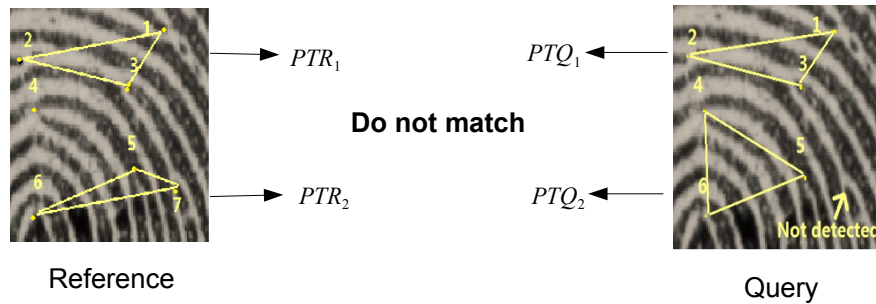 2
1
3
4
5
6
7
PTR1
PTR2
Reference
Do not match
PTQ1
PTQ2
2
1
3
4
5
6
Not detected
Query